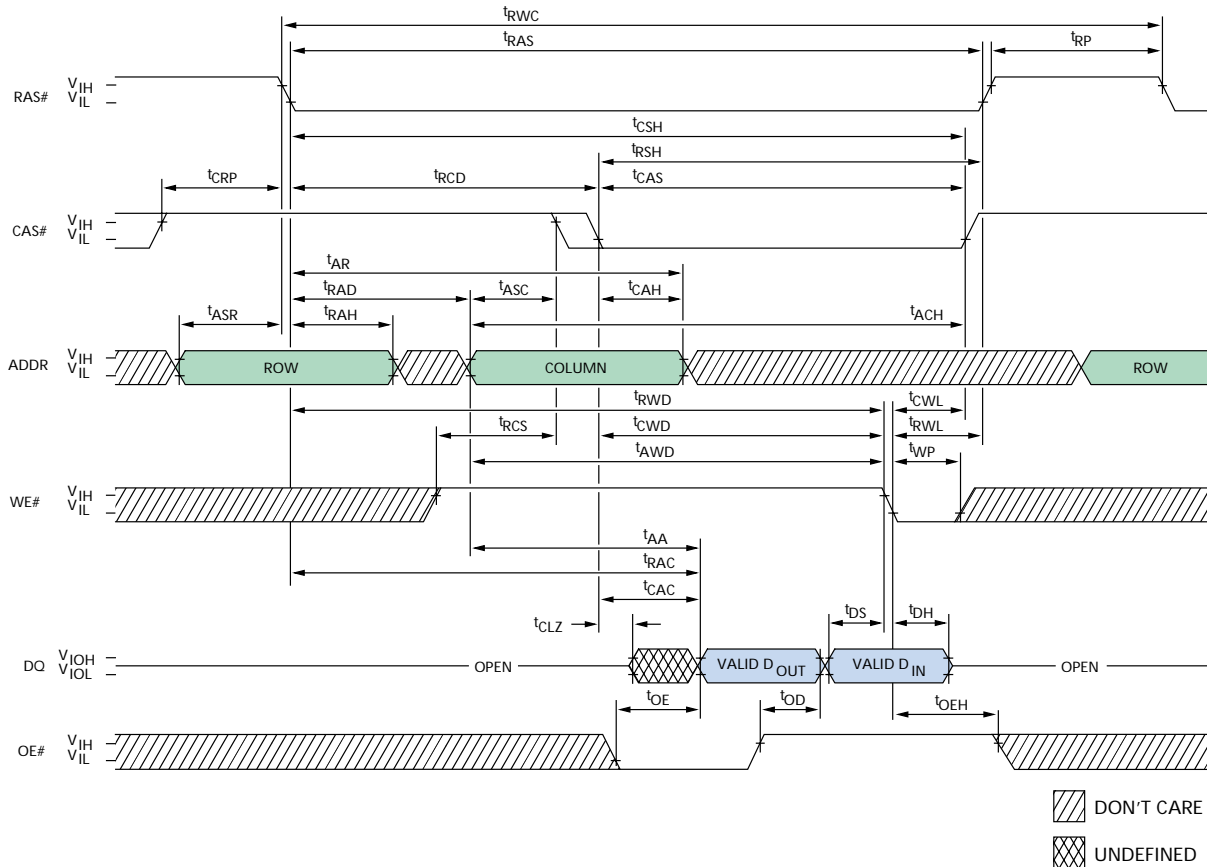 tRWC
tRAS
tRP
RAS#
VIH
VIL
tCSH
tRSH
tCRP
tRCD
tCAS
CAS#
VIH
VIL
tAR
tRAD
tASC
tCAH
tASR
tRAH
tACH
ADDR
VIH
VIL
ROW
COLUMN
ROW
tRWD
tCWL
tRCS
tCWD
tRWL
tAWD
tWP
WE#
VIH
VIL
tAA
tRAC
tCAC
tCLZ
tDS
tDH
DQ
VIOH
VIOL
OPEN
VALID DOUT
VALID DIN
OPEN
tOE
tOD
tOEH
OE#
VIH
VIL
DON'T CARE
UNDEFINED